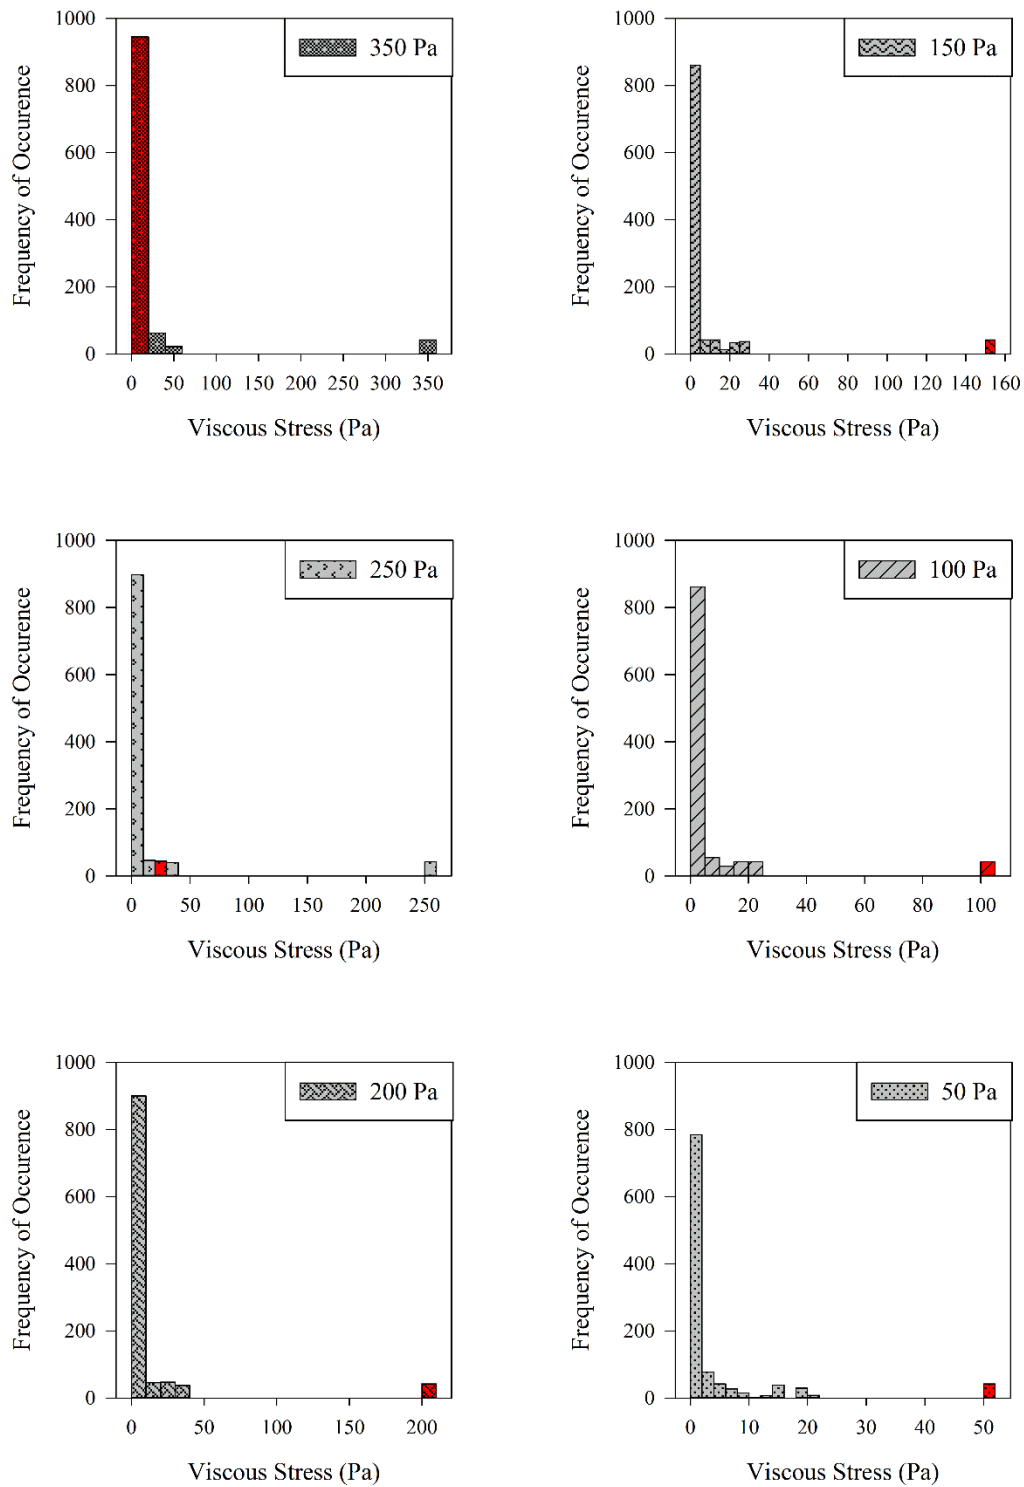 1000
350 Pa
800
600
400
200
0
Frequency of Occurence
0 50 100 150 200 250 300 350
Viscous Stress (Pa)
1000
150 Pa
800
600
400
200
0
Frequency of Occurence
0 20 40 60 80 100 120 140 160
Viscous Stress (Pa)
1000
250 Pa
800
600
400
200
0
Frequency of Occurence
0 50 100 150 200 250
Viscous Stress (Pa)
1000
100 Pa
800
600
400
200
0
Frequency of Occurence
0 20 40 60 80 100
Viscous Stress (Pa)
1000
200 Pa
800
600
400
200
0
Frequency of Occurence
0 50 100 150 200
Viscous Stress (Pa)
1000
50 Pa
800
600
400
200
0
Frequency of Occurence
0 10 20 30 40 50
Viscous Stress (Pa)